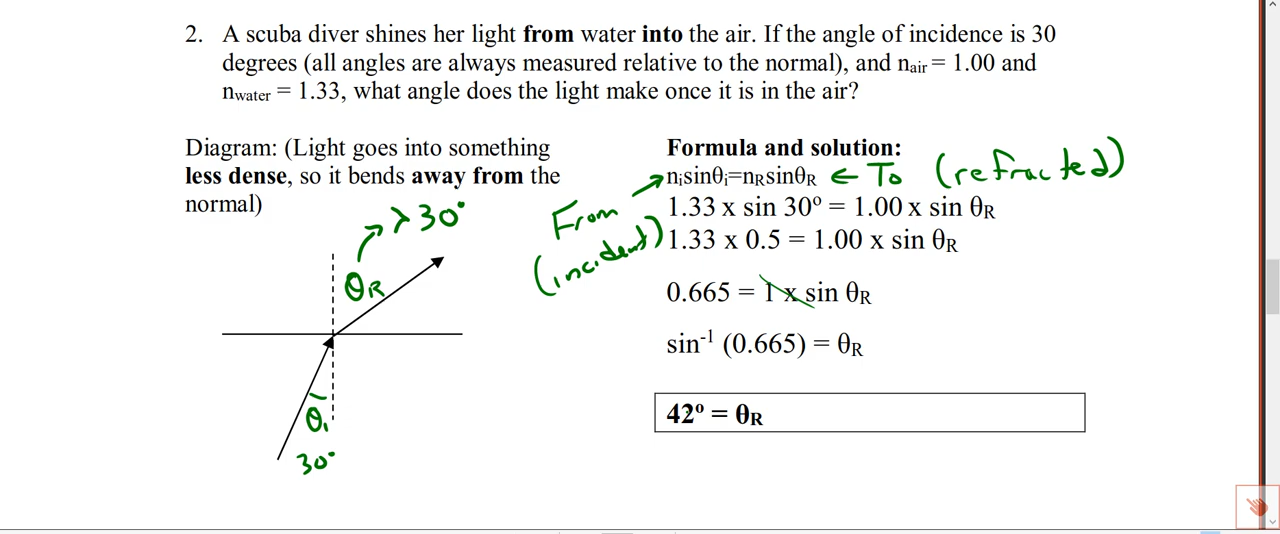 2. A scuba diver shines her light from water into the air. If the angle of incidence is 30
degrees (all angles are always measured relative to the normal), and nair = 1.00 and
nwater = 1.33, what angle does the light make once it is in the air?
Diagram: (Light goes into something
less dense, so it bends away from the
normal)
> 30°
θR
θi
30°
Formula and solution:
nisinθi=nRsinθR ← To (refracted)
From
(incident)
1.33 x sin 30º = 1.00 x sin θR
1.33 x 0.5 = 1.00 x sin θR
0.665 = 1 x sin θR
sin-1 (0.665) = θR
42º = θR